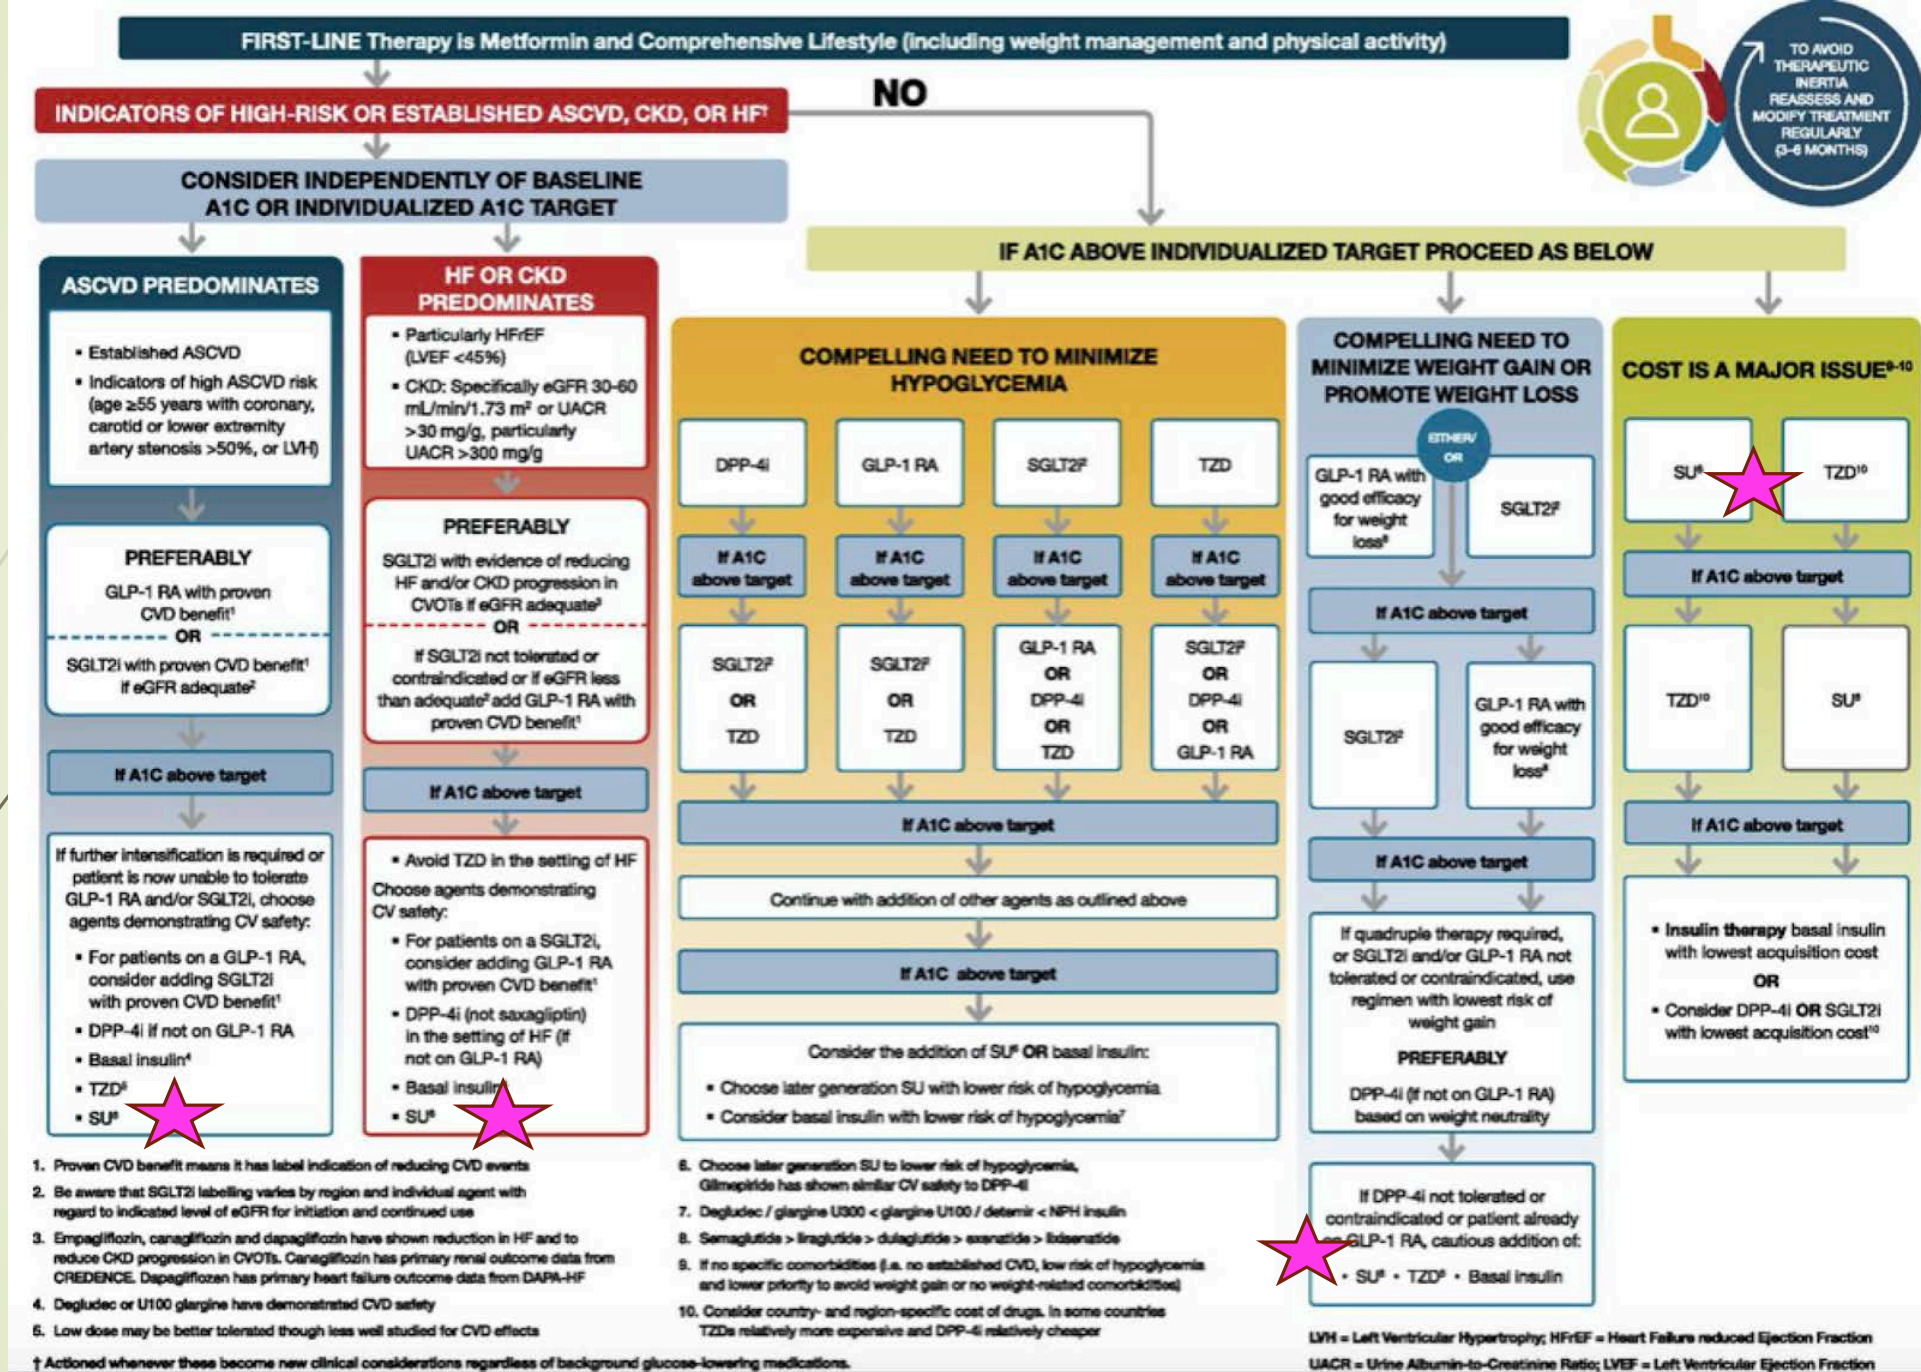 FIRST-LINE Therapy is Metformin and Comprehensive Lifestyle (including weight management and physical activity)
TO AVOID
THERAPEUTIC
INERTIA
REASSESS AND
MODIFY TREATMENT
REGULARLY
(3-6 MONTHS)
INDICATORS OF HIGH-RISK OR ESTABLISHED ASCVD, CKD, OR HF†
NO
CONSIDER INDEPENDENTLY OF BASELINE
A1C OR INDIVIDUALIZED A1C TARGET
IF A1C ABOVE INDIVIDUALIZED TARGET PROCEED AS BELOW
ASCVD PREDOMINATES
▪ Established ASCVD
▪ Indicators of high ASCVD risk
(age ≥55 years with coronary,
carotid or lower extremity
artery stenosis >50%, or LVH)
PREFERABLY
GLP-1 RA with proven
CVD benefit¹
OR
SGLT2i with proven CVD benefit¹
if eGFR adequate²
If A1C above target
If further intensification is required or
patient is now unable to tolerate
GLP-1 RA and/or SGLT2i, choose
agents demonstrating CV safety:
▪ For patients on a GLP-1 RA,
consider adding SGLT2i
with proven CVD benefit¹
▪ DPP-4i if not on GLP-1 RA
▪ Basal insulin⁴
▪ TZD⁵
▪ SU⁶
HF OR CKD
PREDOMINATES
▪ Particularly HFrEF
(LVEF <45%)
▪ CKD: Specifically eGFR 30-60
mL/min/1.73 m² or UACR
>30 mg/g, particularly
UACR >300 mg/g
PREFERABLY
SGLT2i with evidence of reducing
HF and/or CKD progression in
CVOTs if eGFR adequate³
OR
If SGLT2i not tolerated or
contraindicated or if eGFR less
than adequate² add GLP-1 RA with
proven CVD benefit¹
If A1C above target
▪ Avoid TZD in the setting of HF
Choose agents demonstrating
CV safety:
▪ For patients on a SGLT2i,
consider adding GLP-1 RA
with proven CVD benefit¹
▪ DPP-4i (not saxagliptin)
in the setting of HF (if
not on GLP-1 RA)
▪ Basal insulin
▪ SU⁶
COMPELLING NEED TO MINIMIZE
HYPOGLYCEMIA
DPP-4i
GLP-1 RA
SGLT2i²
TZD
If A1C
above target
If A1C
above target
If A1C
above target
If A1C
above target
SGLT2i²
OR
TZD
SGLT2i²
OR
TZD
GLP-1 RA
OR
DPP-4i
OR
TZD
SGLT2i²
OR
DPP-4i
OR
GLP-1 RA
If A1C above target
Continue with addition of other agents as outlined above
If A1C above target
Consider the addition of SU⁶ OR basal insulin:
▪ Choose later generation SU with lower risk of hypoglycemia
▪ Consider basal insulin with lower risk of hypoglycemia⁷
COMPELLING NEED TO
MINIMIZE WEIGHT GAIN OR
PROMOTE WEIGHT LOSS
EITHER/
OR
GLP-1 RA with
good efficacy
for weight
loss⁸
SGLT2i²
If A1C above target
SGLT2i²
GLP-1 RA with
good efficacy
for weight
loss⁸
If A1C above target
If quadruple therapy required,
or SGLT2i and/or GLP-1 RA not
tolerated or contraindicated, use
regimen with lowest risk of
weight gain
PREFERABLY
DPP-4i (if not on GLP-1 RA)
based on weight neutrality
If DPP-4i not tolerated or
contraindicated or patient already
GLP-1 RA, cautious addition of:
• SU⁶ • TZD⁵ • Basal insulin
COST IS A MAJOR ISSUE⁹⁻¹⁰
SU⁶
TZD¹⁰
If A1C above target
TZD¹⁰
SU⁶
If A1C above target
▪ Insulin therapy basal insulin
with lowest acquisition cost
OR
▪ Consider DPP-4i OR SGLT2i
with lowest acquisition cost¹⁰
1. Proven CVD benefit means it has label indication of reducing CVD events
2. Be aware that SGLT2i labelling varies by region and individual agent with
regard to indicated level of eGFR for initiation and continued use
3. Empagliflozin, canagliflozin and dapagliflozin have shown reduction in HF and to
reduce CKD progression in CVOTs. Canagliflozin has primary renal outcome data from
CREDENCE. Dapagliflozen has primary heart failure outcome data from DAPA-HF
4. Degludec or U100 glargine have demonstrated CVD safety
5. Low dose may be better tolerated though less well studied for CVD effects
† Actioned whenever these become new clinical considerations regardless of background glucose-lowering medications.
6. Choose later generation SU to lower risk of hypoglycemia,
Glimepiride has shown similar CV safety to DPP-4i
7. Degludec / glargine U300 < glargine U100 / detemir < NPH insulin
8. Semaglutide > liraglutide > dulaglutide > exenatide > lixisenatide
9. If no specific comorbidities (i.e. no established CVD, low risk of hypoglycemia
and lower priority to avoid weight gain or no weight-related comorbidities)
10. Consider country- and region-specific cost of drugs. In some countries
TZDs relatively more expensive and DPP-4i relatively cheaper
LVH = Left Ventricular Hypertrophy; HFrEF = Heart Failure reduced Ejection Fraction
UACR = Urine Albumin-to-Creatinine Ratio; LVEF = Left Ventricular Ejection Fraction